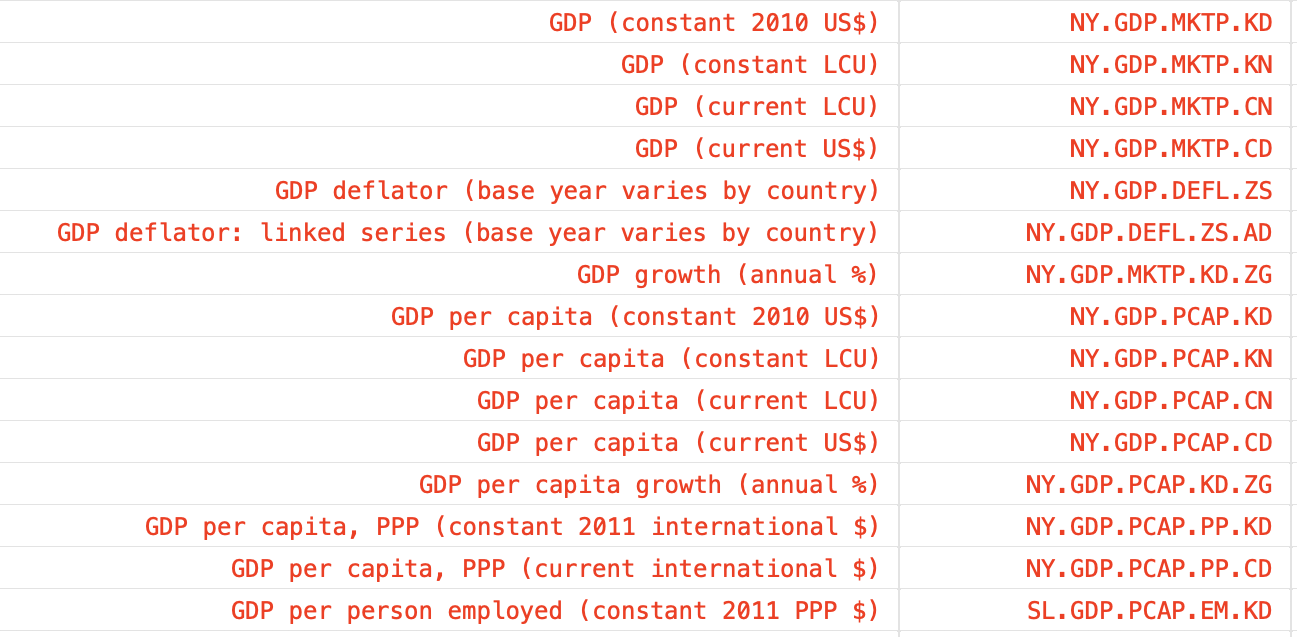 GDP (constant 2010 US$) NY.GDP.MKTP.KD
GDP (constant LCU) NY.GDP.MKTP.KN
GDP (current LCU) NY.GDP.MKTP.CN
GDP (current US$) NY.GDP.MKTP.CD
GDP deflator (base year varies by country) NY.GDP.DEFL.ZS
GDP deflator: linked series (base year varies by country) NY.GDP.DEFL.ZS.AD
GDP growth (annual %) NY.GDP.MKTP.KD.ZG
GDP per capita (constant 2010 US$) NY.GDP.PCAP.KD
GDP per capita (constant LCU) NY.GDP.PCAP.KN
GDP per capita (current LCU) NY.GDP.PCAP.CN
GDP per capita (current US$) NY.GDP.PCAP.CD
GDP per capita growth (annual %) NY.GDP.PCAP.KD.ZG
GDP per capita, PPP (constant 2011 international $) NY.GDP.PCAP.PP.KD
GDP per capita, PPP (current international $) NY.GDP.PCAP.PP.CD
GDP per person employed (constant 2011 PPP $) SL.GDP.PCAP.EM.KD